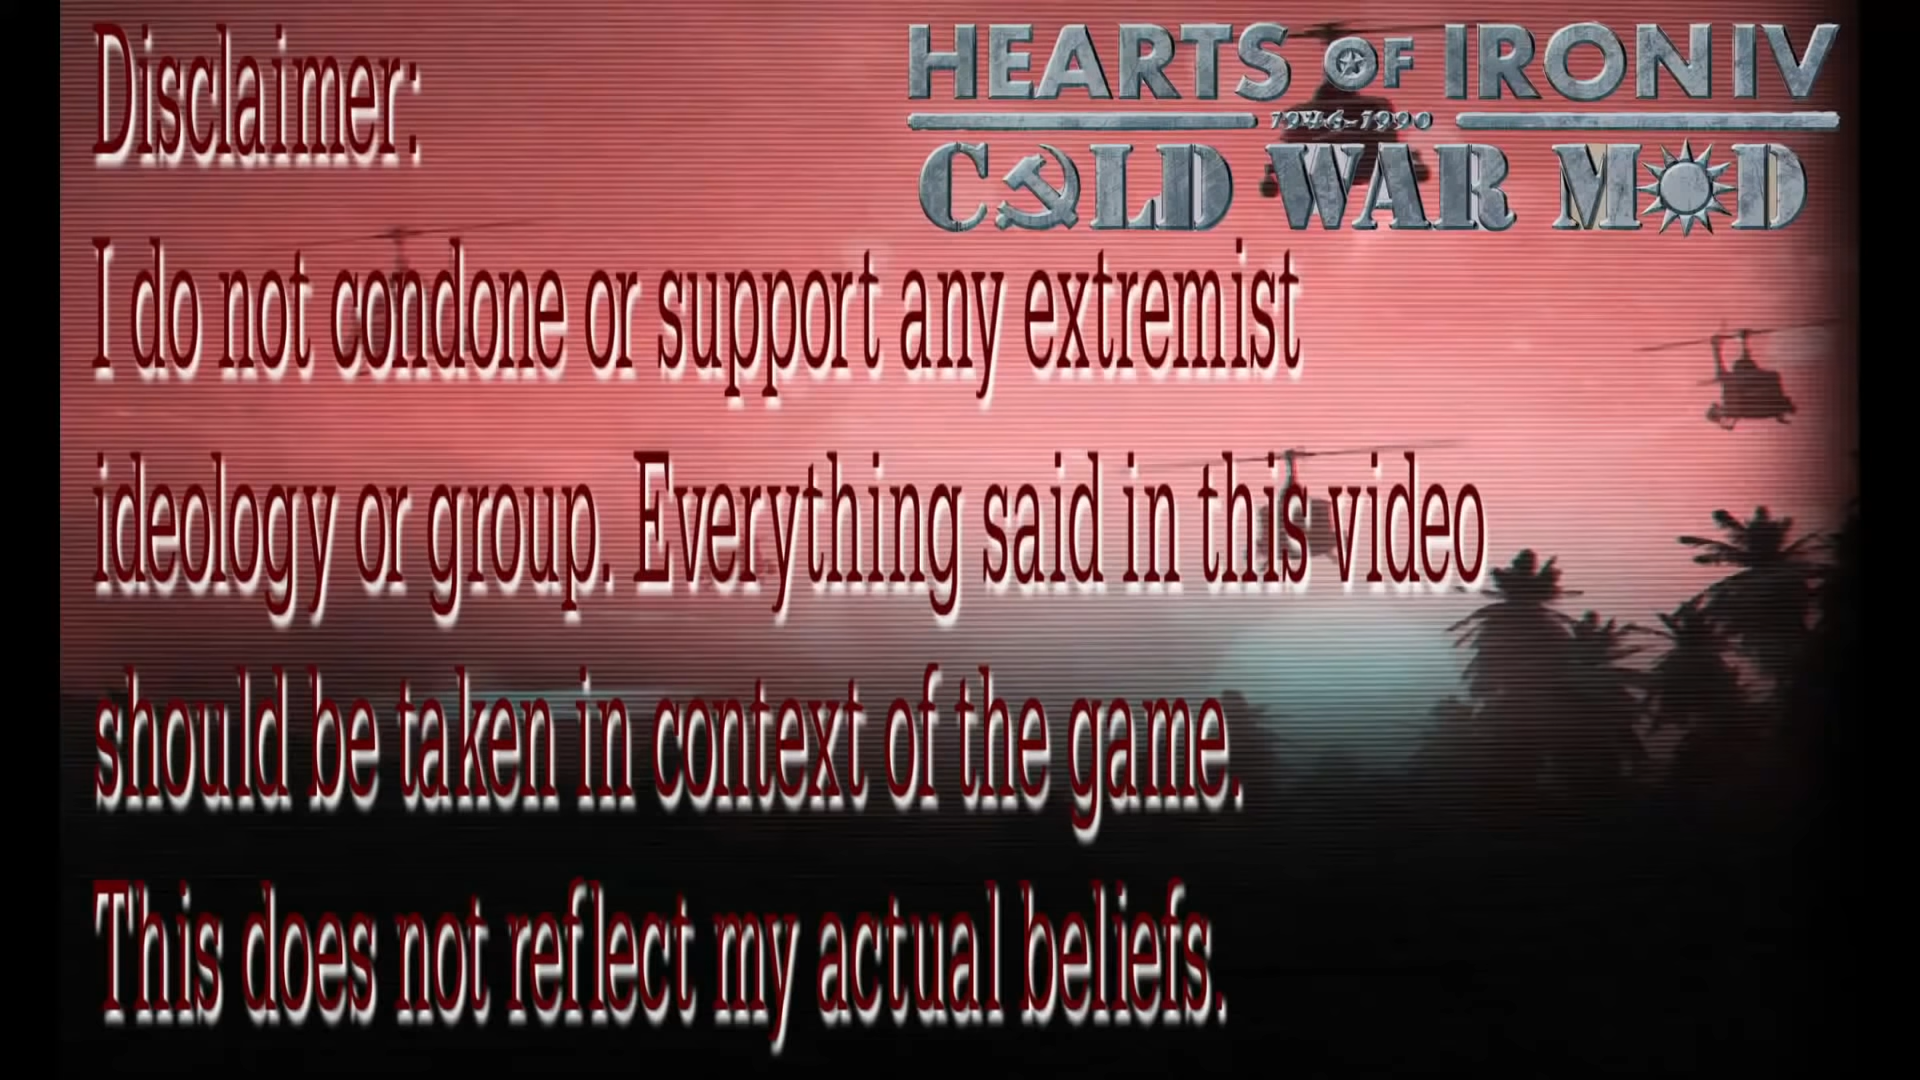 Disclaimer:
HEARTS OF IRON IV
1946-1990
COLD WAR MOD
I do not condone or support any extremist
ideology or group. Everything said in this video
should be taken in context of the game.
This does not reflect my actual beliefs.